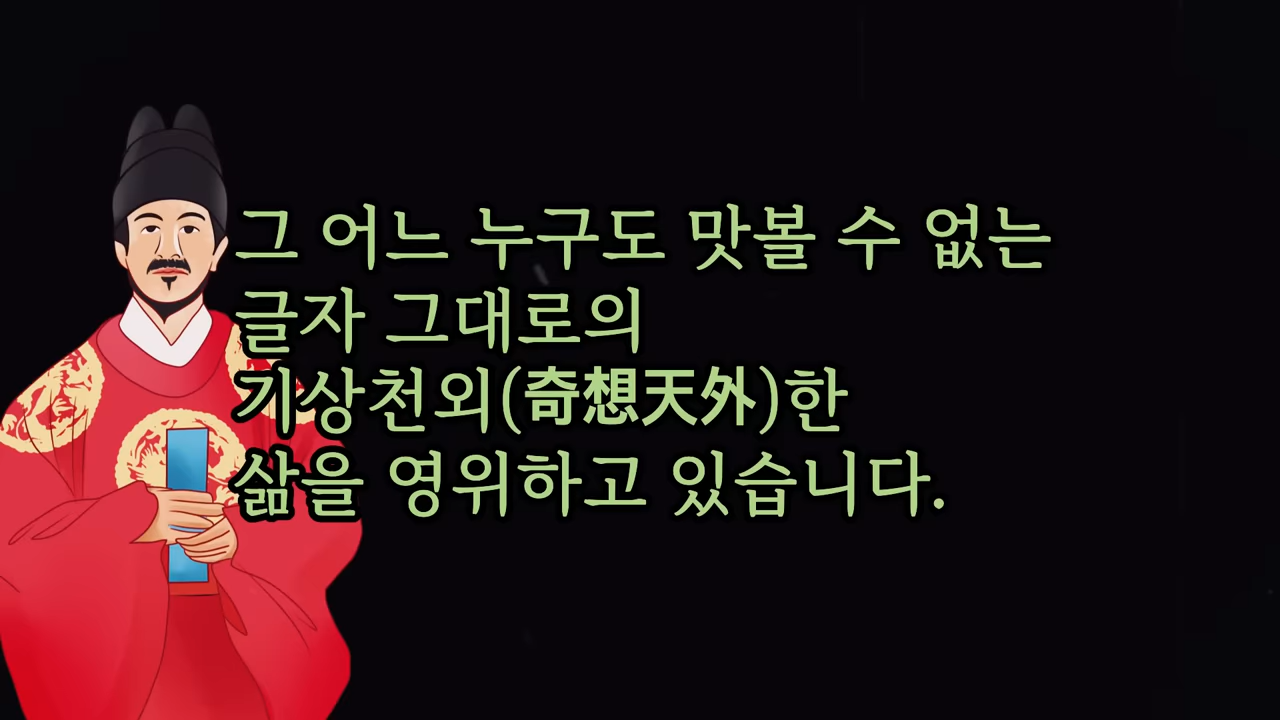 그 어느 누구도 맛볼 수 없는
글자 그대로의
기상천외(奇想天外)한
삶을 영위하고 있습니다.